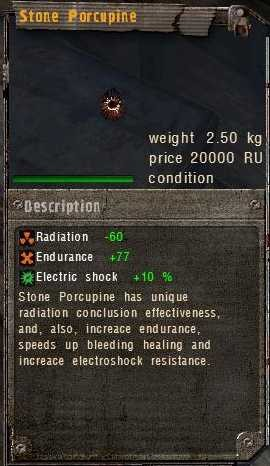 Stone Porcupine
weight 2.50 kg
price 20000 RU
condition
Description
Radiation -60
Endurance +77
Electric shock +10 %
Stone Porcupine has unique
radiation conclusion effectiveness,
and, also, increace endurance,
speeds up bleeding healing and
increace electroshock resistance.